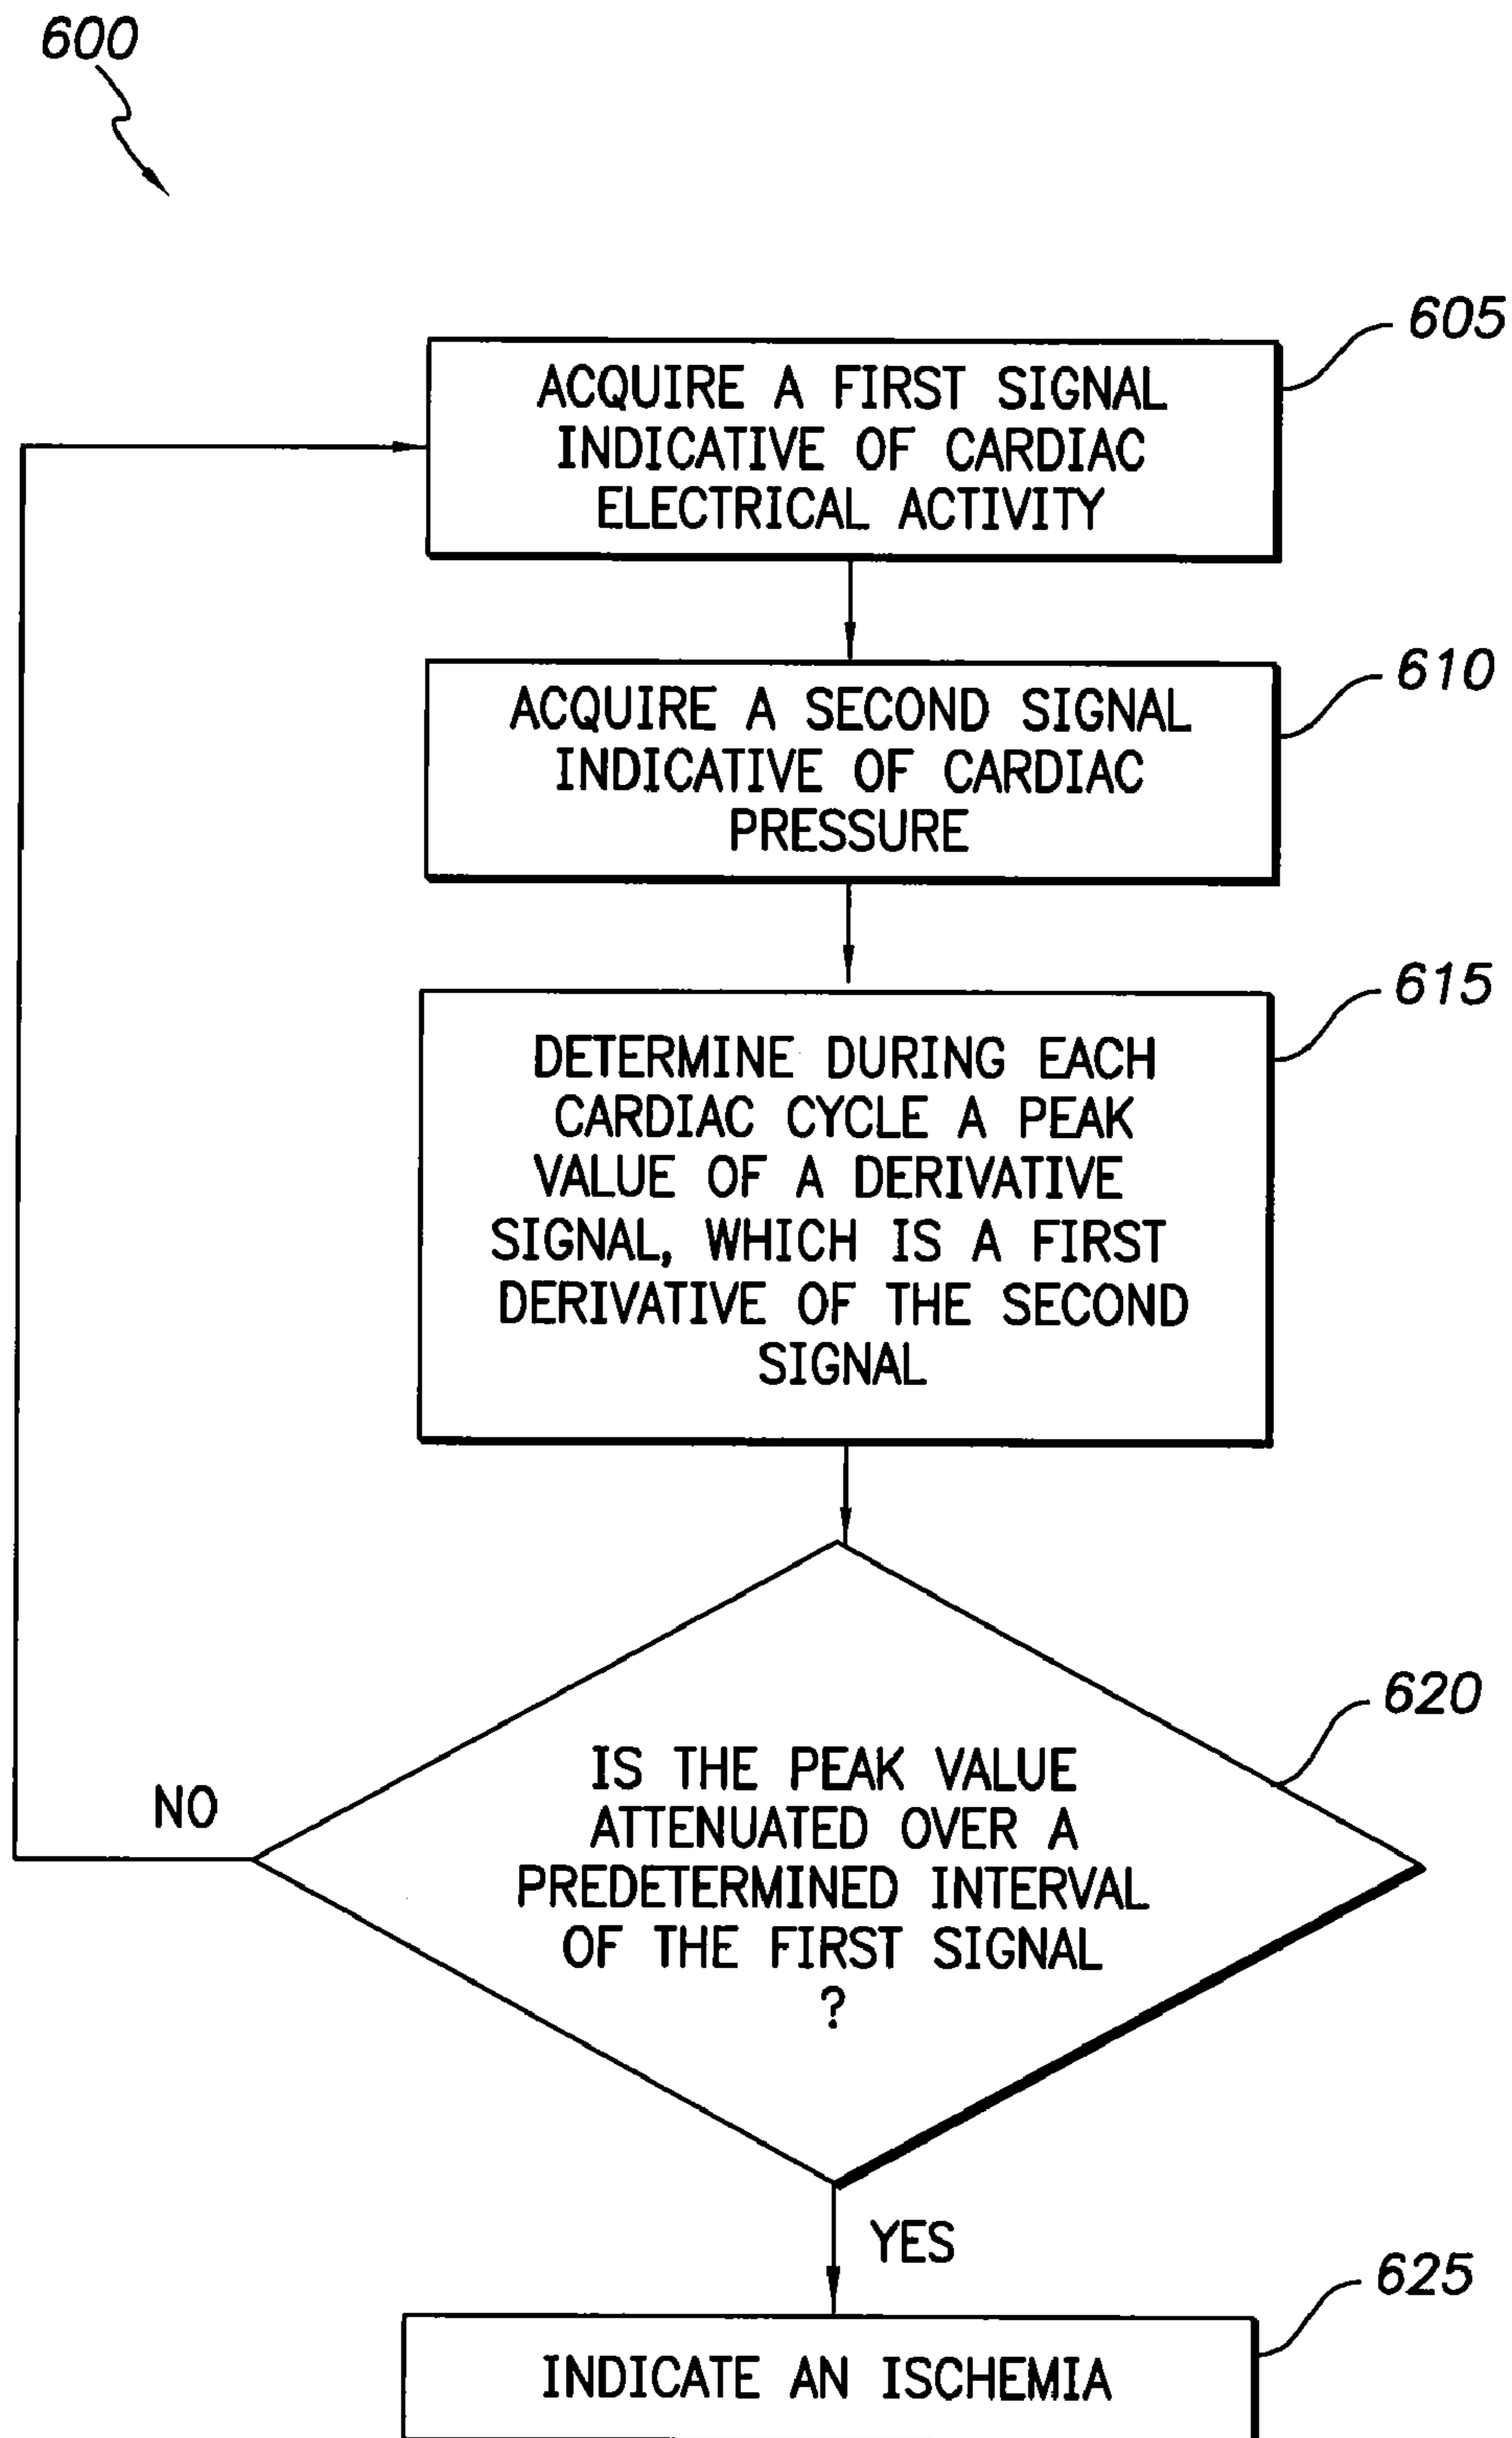 600
605
ACQUIRE A FIRST SIGNAL
INDICATIVE OF CARDIAC
ELECTRICAL ACTIVITY
610
ACQUIRE A SECOND SIGNAL
INDICATIVE OF CARDIAC
PRESSURE
615
DETERMINE DURING EACH
CARDIAC CYCLE A PEAK
VALUE OF A DERIVATIVE
SIGNAL, WHICH IS A FIRST
DERIVATIVE OF THE SECOND
SIGNAL
620
IS THE PEAK VALUE
ATTENUATED OVER A
PREDETERMINED INTERVAL
OF THE FIRST SIGNAL
?
NO
YES
625
INDICATE AN ISCHEMIA